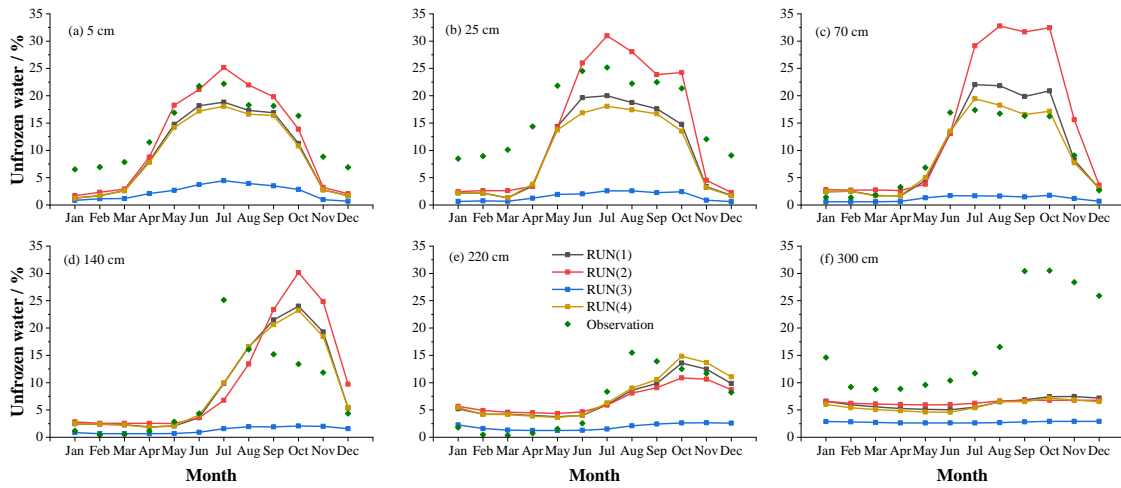 (a) 5 cm
(b) 25 cm
(c) 70 cm
Unfrozen water / %
35
30
25
20
15
10
5
0
Jan Feb Mar Apr May Jun Jul Aug Sep Oct Nov Dec
35
30
25
20
15
10
5
0
Jan Feb Mar Apr May Jun Jul Aug Sep Oct Nov Dec
35
30
25
20
15
10
5
0
Jan Feb Mar Apr May Jun Jul Aug Sep Oct Nov Dec
(d) 140 cm
(e) 220 cm
RUN(1)
RUN(2)
RUN(3)
RUN(4)
Observation
(f) 300 cm
Unfrozen water / %
35
30
25
20
15
10
5
0
Jan Feb Mar Apr May Jun Jul Aug Sep Oct Nov Dec
Month
35
30
25
20
15
10
5
0
Jan Feb Mar Apr May Jun Jul Aug Sep Oct Nov Dec
Month
35
30
25
20
15
10
5
0
Jan Feb Mar Apr May Jun Jul Aug Sep Oct Nov Dec
Month